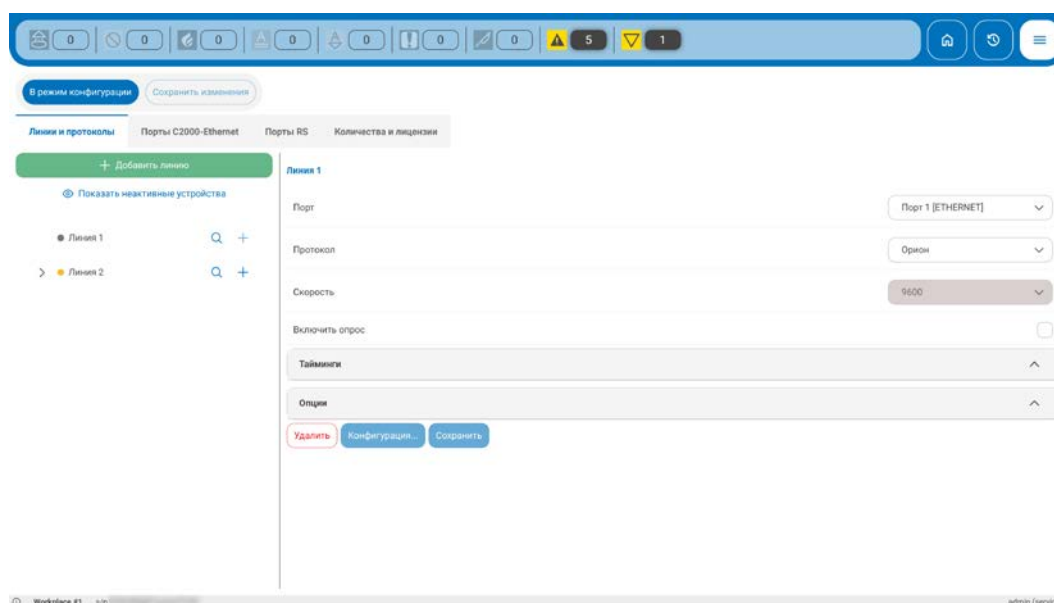 0 0 0 0 0 0 0 5 1
В режим конфигурации Сохранить изменения
Линии и протоколы Порты С2000-Ethernet Порты RS Количества и лицензии
+ Добавить линию
Показать неактивные устройства
Линия 1
Линия 2
Линия 1
Порт Порт 1 [ETHERNET]
Протокол Орион
Скорость 9600
Включить опрос
Тайминги
Опции
Удалить Конфигурация... Сохранить
Workplace #1
admin